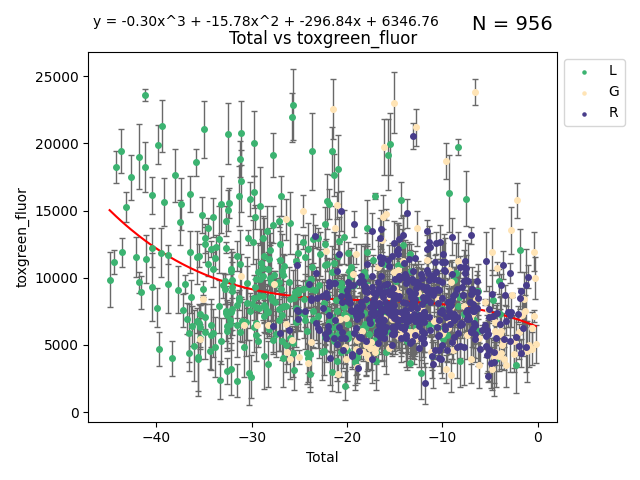 y = -0.30x^3 + -15.78x^2 + -296.84x + 6346.76
N = 956
Total vs toxgreen_fluor
25000
20000
15000
10000
5000
0
toxgreen_fluor
−40
−30
−20
−10
0
Total
L
G
R